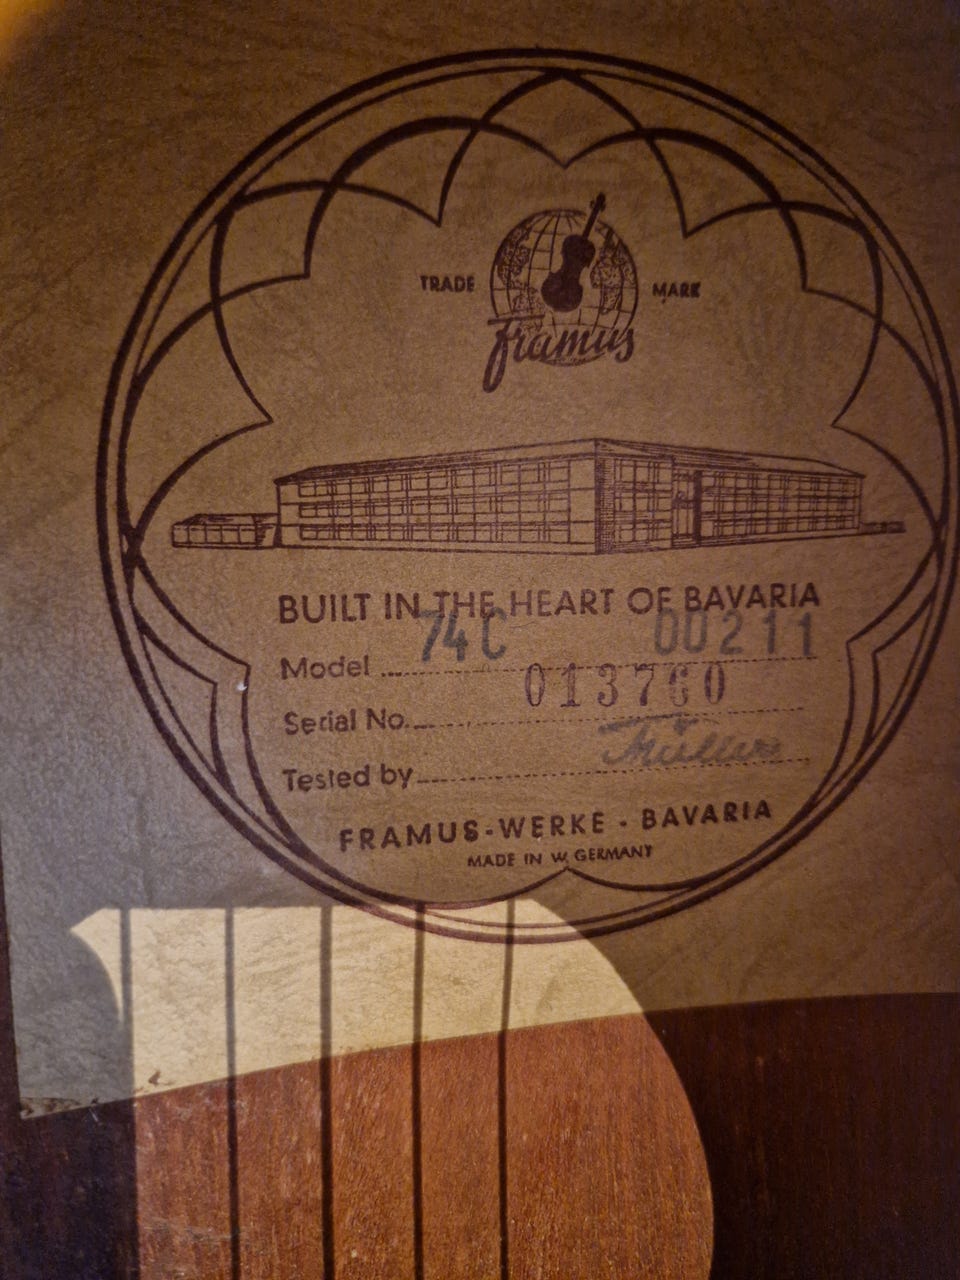 TRADE MARK
Framus
BUILT IN THE HEART OF BAVARIA
74C 00211
Model
013760
Serial No.
Tested by
FRAMUS-WERKE - BAVARIA
MADE IN W. GERMANY